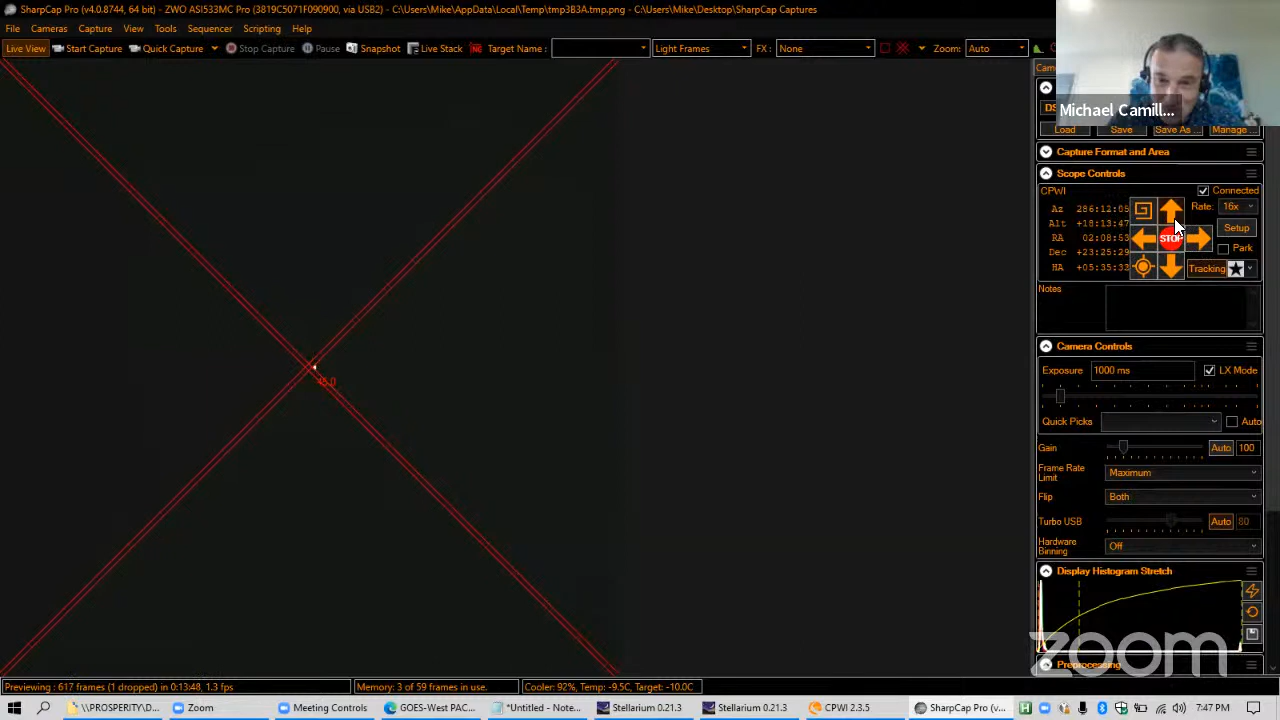 SharpCap Pro (v4.0.8744, 64 bit) - ZWO ASI533MC Pro (3819C5071F090900, via USB2) - C:\Users\Mike\AppData\Local\Temp\tmp3B3A.tmp.png - C:\Users\Mike\Desktop\SharpCap Captures
File Cameras Capture View Tools Sequencer Scripting Help
Live View Start Capture Quick Capture Stop Capture Pause Snapshot Live Stack Target Name : Light Frames FX : None Zoom: Auto
Michael Camill...
Load Save Save As ... Manage ...
Capture Format and Area
Scope Controls
CPWI Connected
Az 286:12:05 Rate: 16x
Alt +18:13:47 Setup
RA 02:08:53 STOP
Dec +23:25:29 Park
HA +05:35:33 Tracking
Notes
Camera Controls
Exposure 1000 ms LX Mode
45.0
Quick Picks Auto
Gain Auto 100
Frame Rate Limit Maximum
Flip Both
Turbo USB Auto 80
Hardware Binning Off
Display Histogram Stretch
zoom
Preprocessing
Previewing : 617 frames (1 dropped) in 0:13:48, 1.3 fps Memory: 3 of 59 frames in use. Cooler: 92%, Temp: -9.5C, Target: -10.0C
\\PROSPERITY\D... Zoom Meeting Controls GOES-West PAC... *Untitled - Note... Stellarium 0.21.3 Stellarium 0.21.3 CPWI 2.3.5 SharpCap Pro (v... 7:47 PM